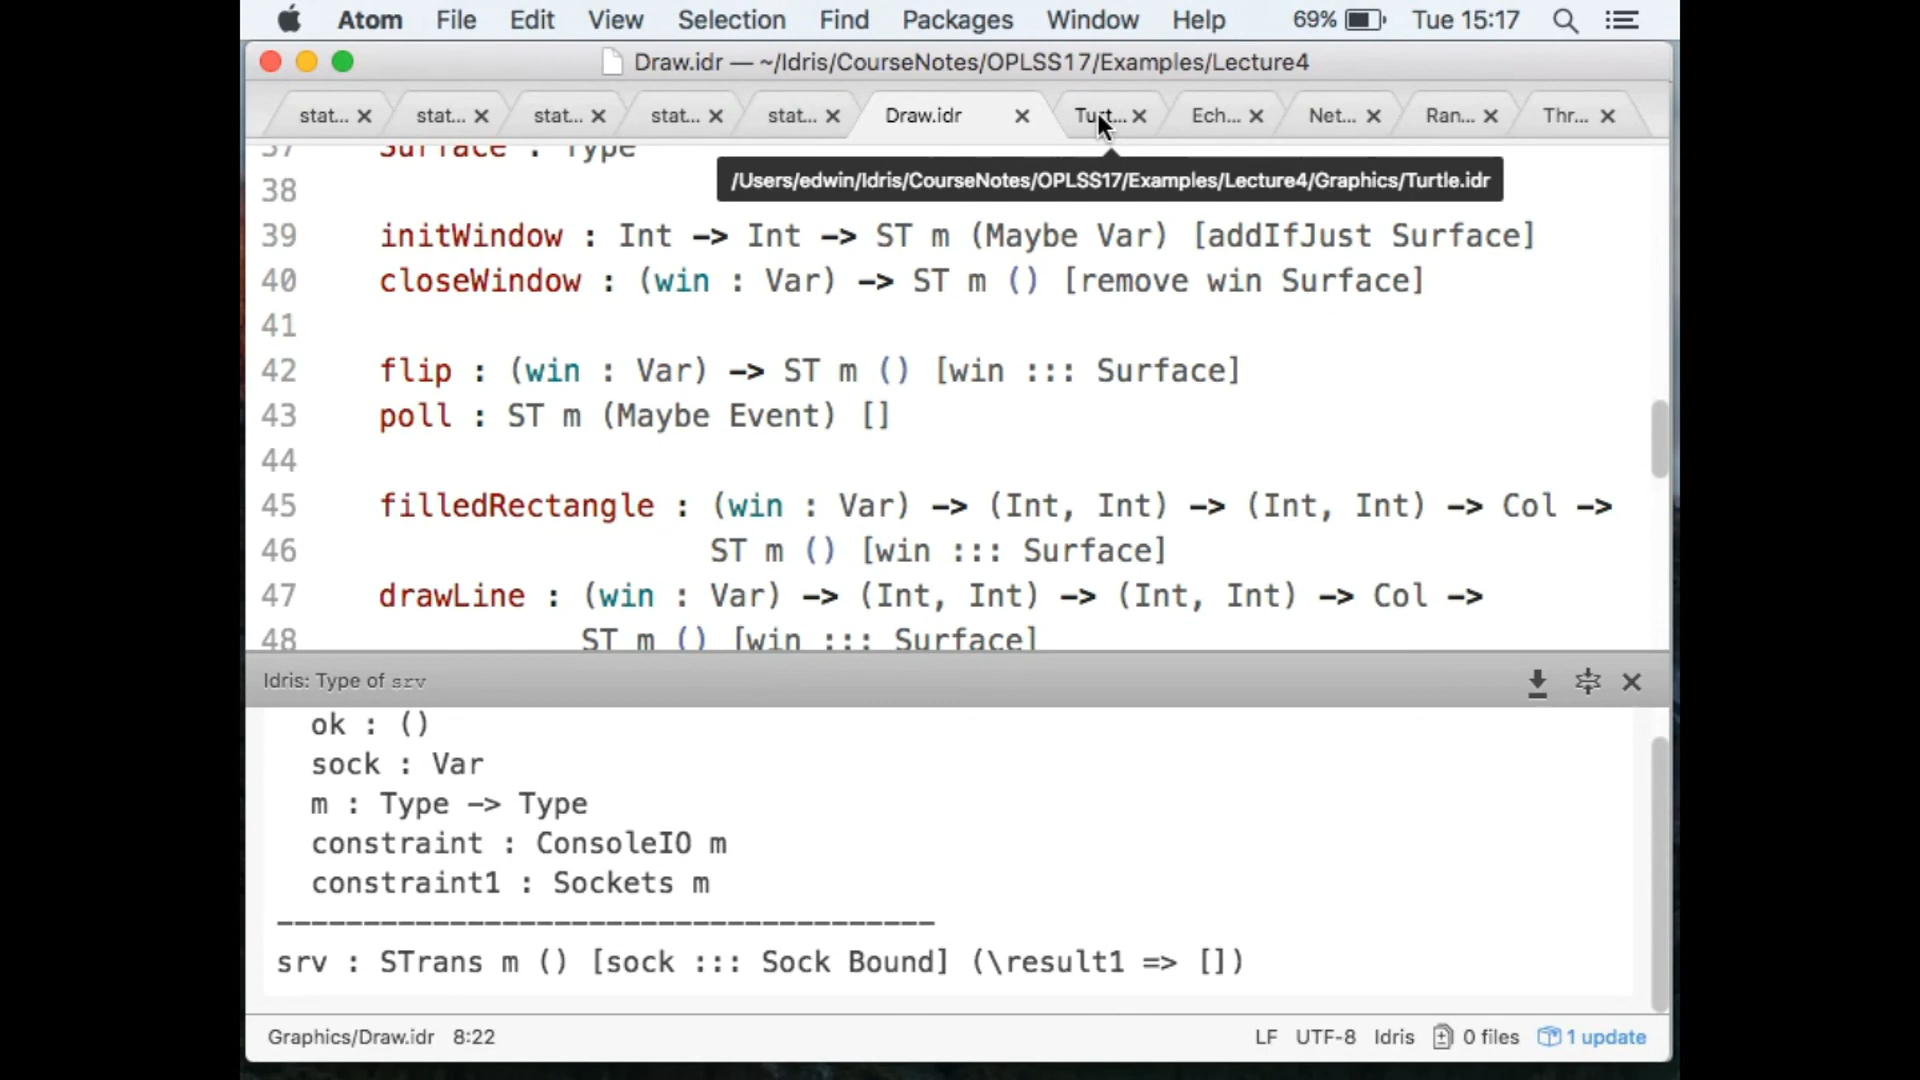 Atom File Edit View Selection Find Packages Window Help 69% Tue 15:17
Draw.idr — ~/Idris/CourseNotes/OPLSS17/Examples/Lecture4
stat... stat... stat... stat... stat... Draw.idr Turt... Ech... Net... Ran... Thr...
37 Surface : Type
/Users/edwin/Idris/CourseNotes/OPLSS17/Examples/Lecture4/Graphics/Turtle.idr
38
39 initWindow : Int -> Int -> ST m (Maybe Var) [addIfJust Surface]
40 closeWindow : (win : Var) -> ST m () [remove win Surface]
41
42 flip : (win : Var) -> ST m () [win ::: Surface]
43 poll : ST m (Maybe Event) []
44
45 filledRectangle : (win : Var) -> (Int, Int) -> (Int, Int) -> Col ->
46 ST m () [win ::: Surface]
47 drawLine : (win : Var) -> (Int, Int) -> (Int, Int) -> Col ->
48 ST m () [win ::: Surface]
Idris: Type of srv
ok : ()
sock : Var
m : Type -> Type
constraint : ConsoleIO m
constraint1 : Sockets m
--------------------------------------
srv : STrans m () [sock ::: Sock Bound] (\result1 => [])
Graphics/Draw.idr 8:22 LF UTF-8 Idris 0 files 1 update